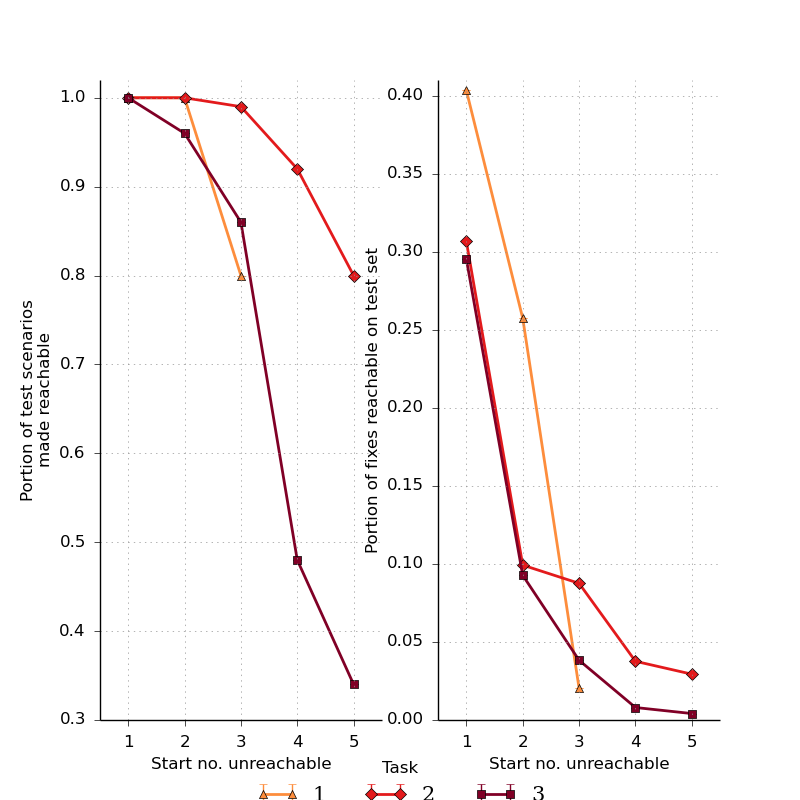 Portion of test scenarios
made reachable
1.0
0.9
0.8
0.7
0.6
0.5
0.4
0.3
1 2 3 4 5
Start no. unreachable
Portion of fixes reachable on test set
0.40
0.35
0.30
0.25
0.20
0.15
0.10
0.05
0.00
1 2 3 4 5
Start no. unreachable
Task
1 2 3